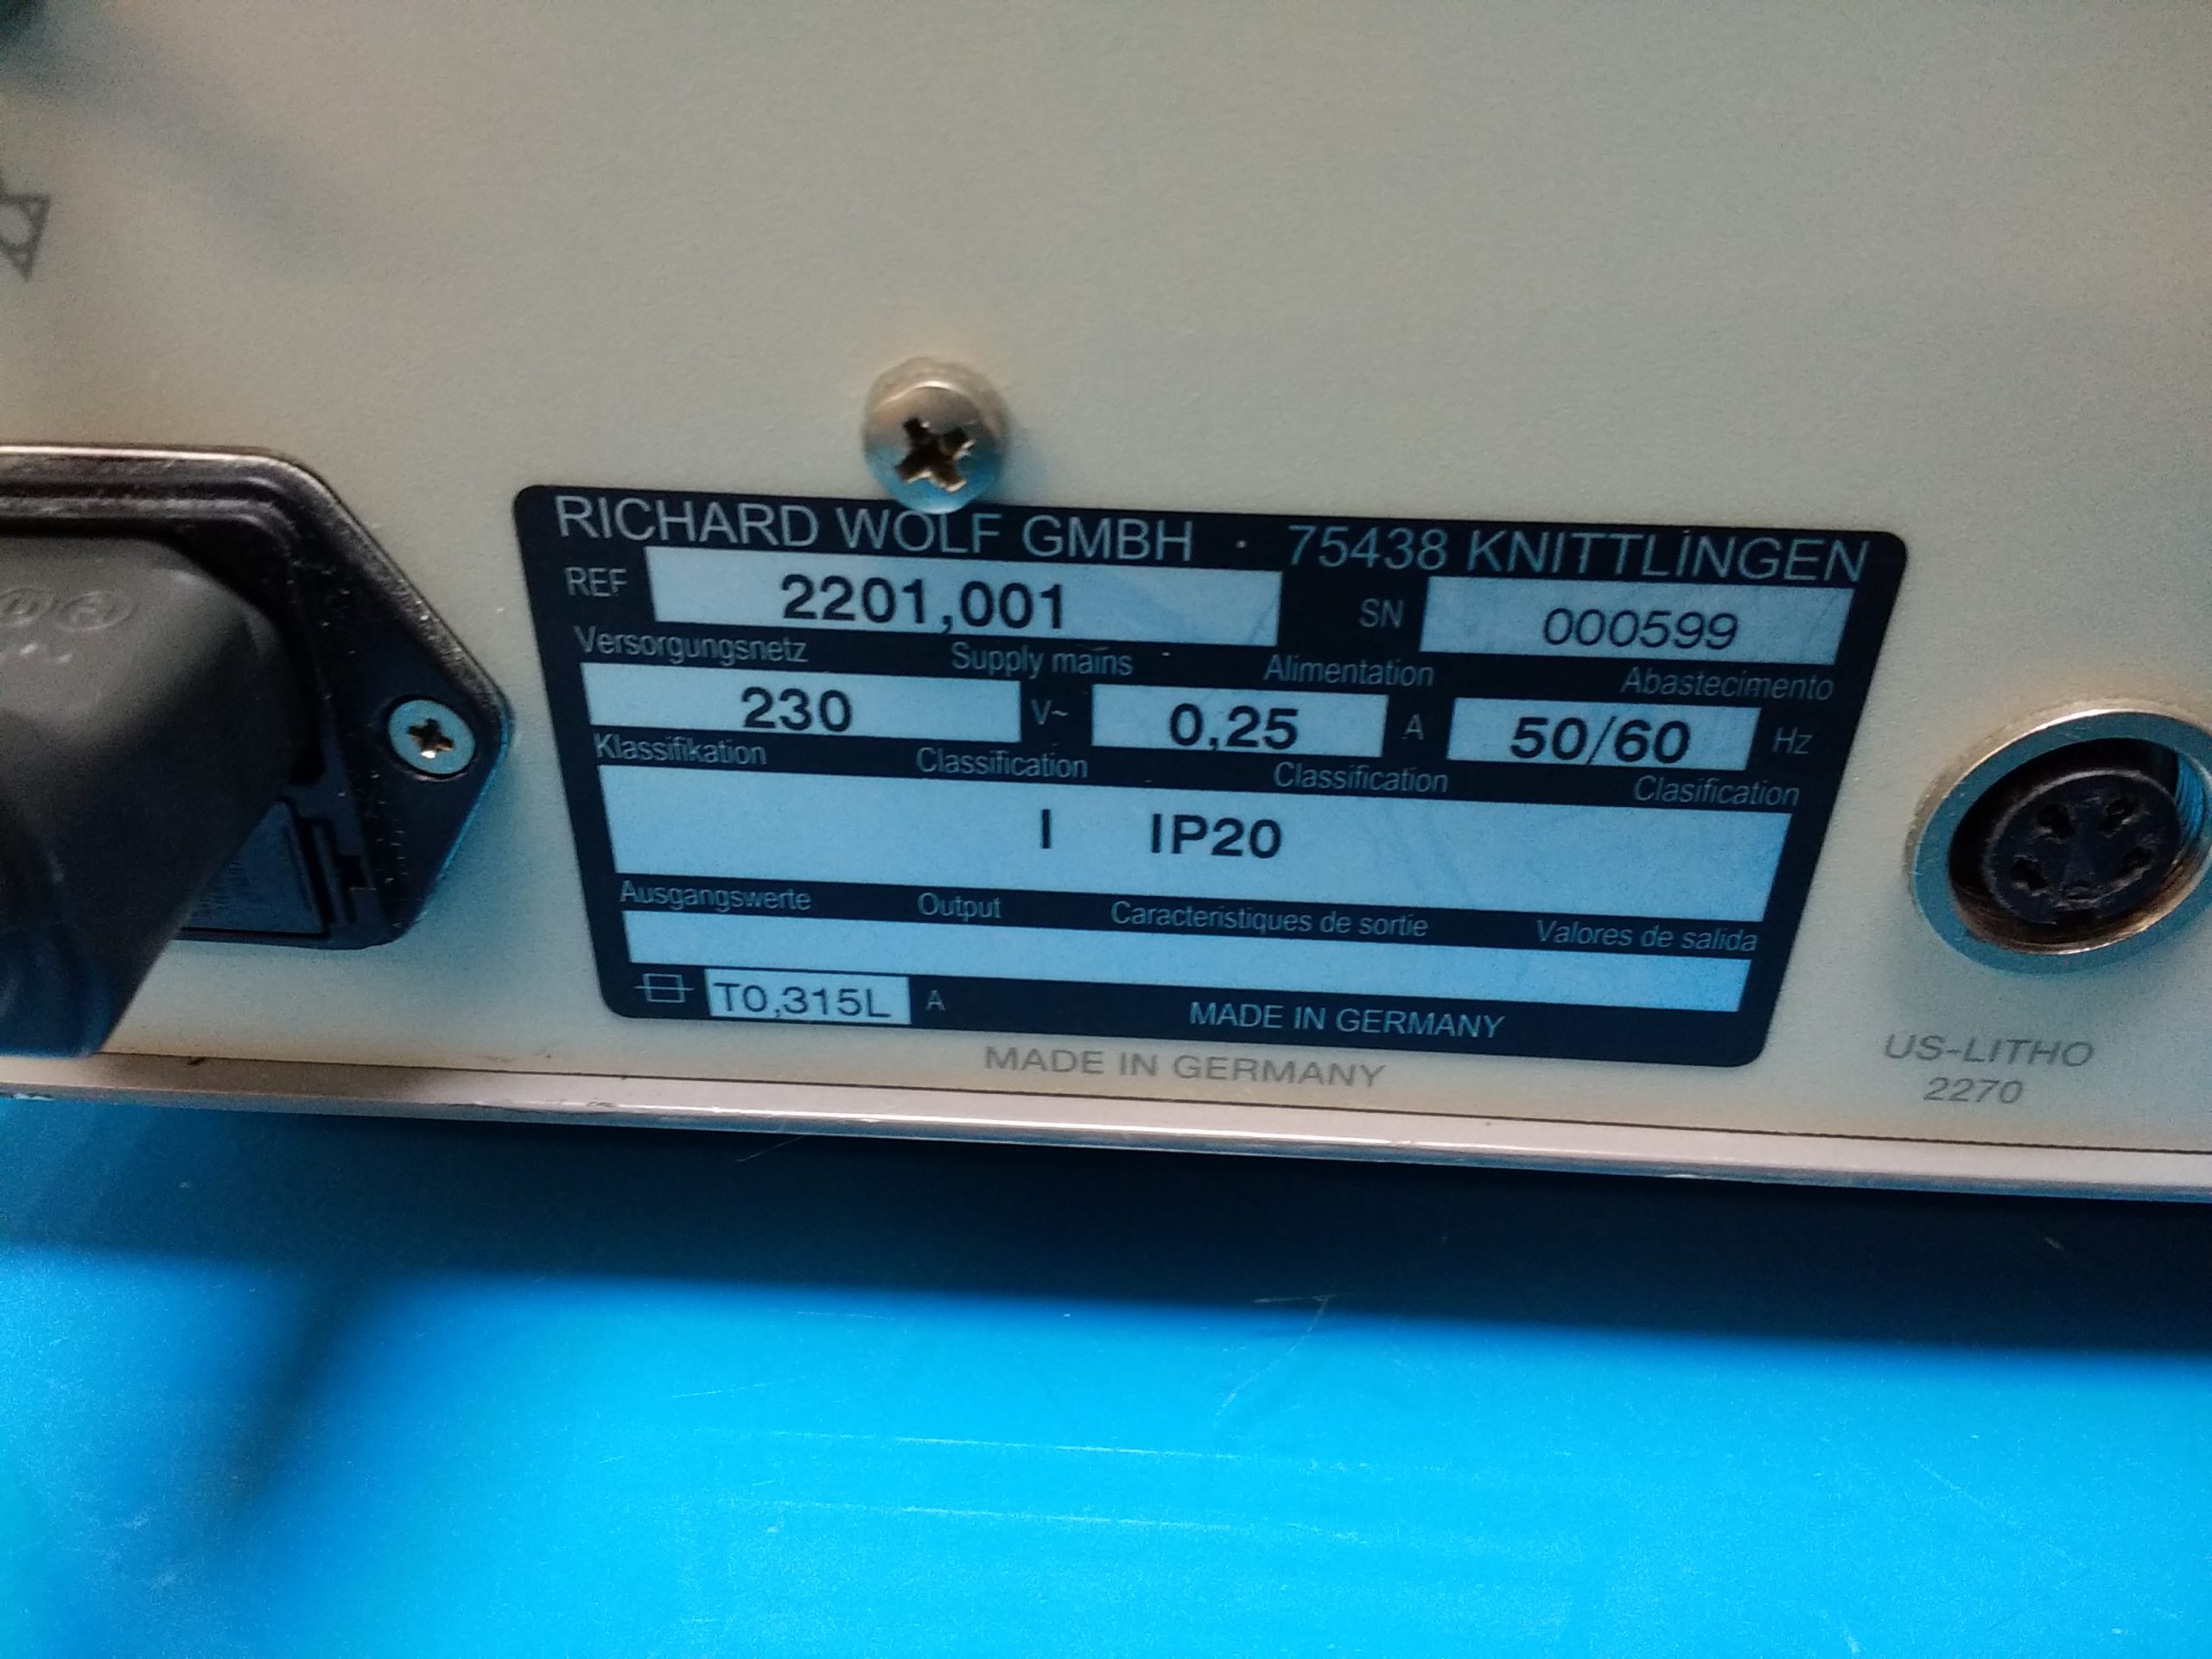 RICHARD WOLF GMBH · 75438 KNITTLINGEN
REF 2201,001 SN 000599
Versorgungsnetz Supply mains Alimentation Abastecimento
230 V~ 0,25 A 50/60 Hz
Klassifikation Classification Classification Clasification
I IP20
Ausgangswerte Output Caracteristiques de sortie Valores de salida
T0,315L A MADE IN GERMANY
MADE IN GERMANY
US-LITHO
2270